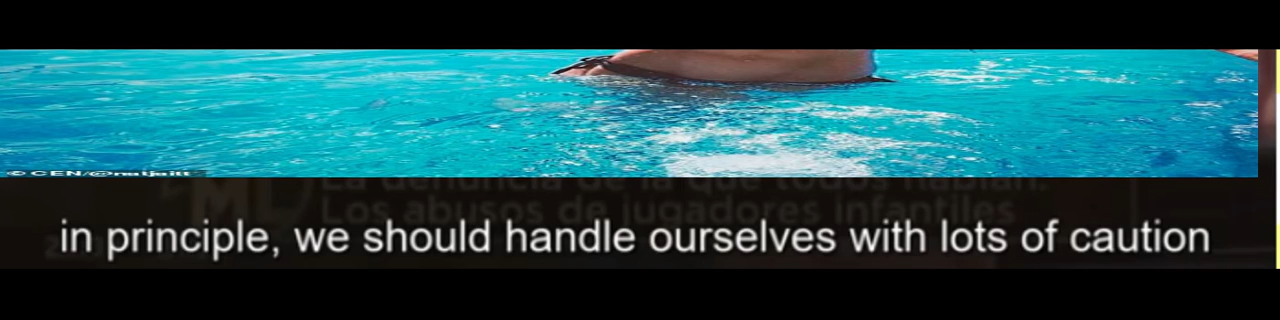 © CEN/@natjaitt
La denuncia de la que todos hablan.
Los abusos de jugadores infantiles
in principle, we should handle ourselves with lots of caution